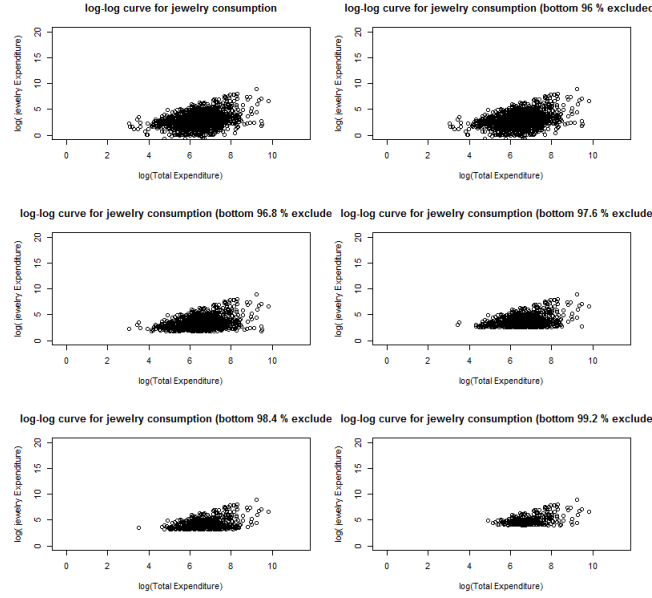 log-log curve for jewelry consumption
log( jewelry Expenditure)
20
15
10
5
0
0 2 4 6 8 10
log(Total Expenditure)
log-log curve for jewelry consumption (bottom 96 % excluded
log( jewelry Expenditure)
20
15
10
5
0
0 2 4 6 8 10
log(Total Expenditure)
log-log curve for jewelry consumption (bottom 96.8 % exclude
log( jewelry Expenditure)
20
15
10
5
0
0 2 4 6 8 10
log(Total Expenditure)
log-log curve for jewelry consumption (bottom 97.6 % exclude
log( jewelry Expenditure)
20
15
10
5
0
0 2 4 6 8 10
log(Total Expenditure)
log-log curve for jewelry consumption (bottom 98.4 % exclude
log( jewelry Expenditure)
20
15
10
5
0
0 2 4 6 8 10
log(Total Expenditure)
log-log curve for jewelry consumption (bottom 99.2 % exclude
log( jewelry Expenditure)
20
15
10
5
0
0 2 4 6 8 10
log(Total Expenditure)